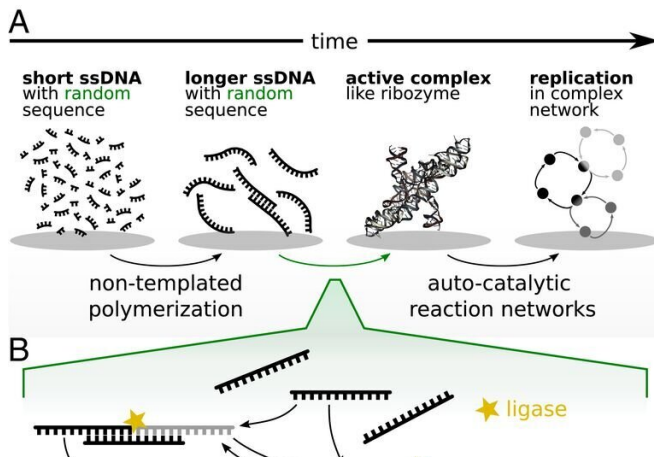 A
time
short ssDNA
with random
sequence
longer ssDNA
with random
sequence
active complex
like ribozyme
replication
in complex
network
non-templated
polymerization
auto-catalytic
reaction networks
B
ligase